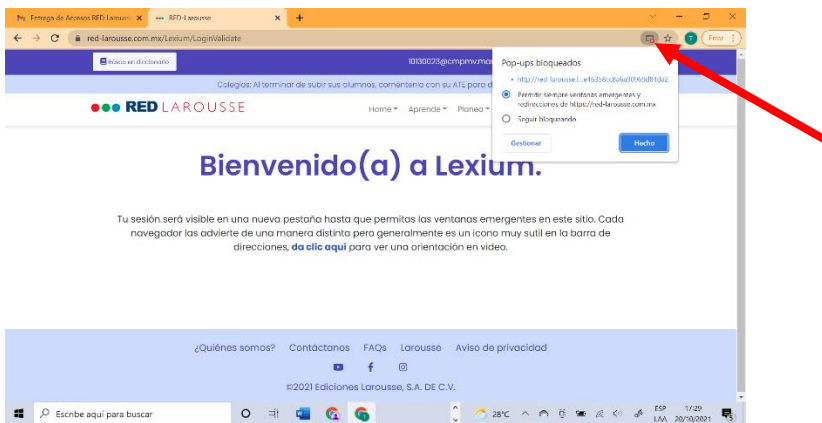 Entrega de Accesos RED Larousse
RED-Larousse
red-larousse.com.mx/Lexium/LoginValidate
Error
Búsca en diccionario
10130023@cmpmv.ma
Colegios: Al terminar de subir sus alumnos, coméntenlo con su ATE para
RED LAROUSSE
Home
Aprende
Planea
Pop-ups bloqueados
Permitir siempre ventanas emergentes y
redirecciones de https://red-larousse.com.mx
Seguir bloqueando
Gestionar
Hecho
Bienvenido(a) a Lexium.
Tu sesión será visible en una nueva pestaña hasta que permitas las ventanas emergentes en este sitio. Cada
navegador las advierte de una manera distinta pero generalmente es un icono muy sutil en la barra de
direcciones, da clic aquí para ver una orientación en video.
¿Quiénes somos? Contáctanos FAQs Larousse Aviso de privacidad
©2021 Ediciones Larousse, S.A. DE C.V.
Escribe aquí para buscar
28°C
ESP
LAA
17:29
20/10/2021